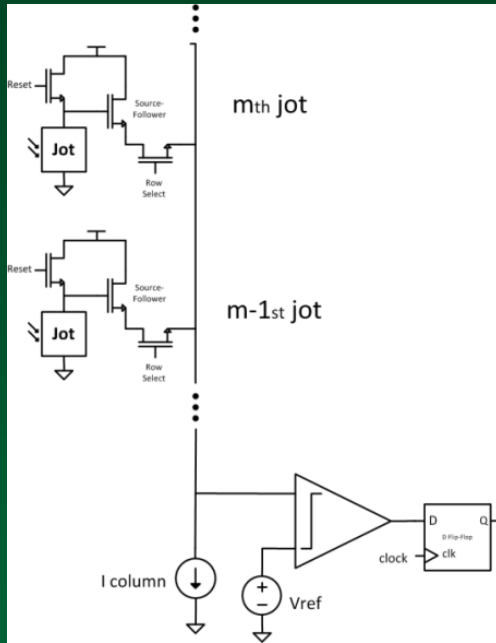 Reset
Source-
Follower
Jot
Row
Select
mth jot
Reset
Source-
Follower
Jot
Row
Select
m-1st jot
I column
+
−
Vref
D
Q
D Flip-Flop
clock
clk